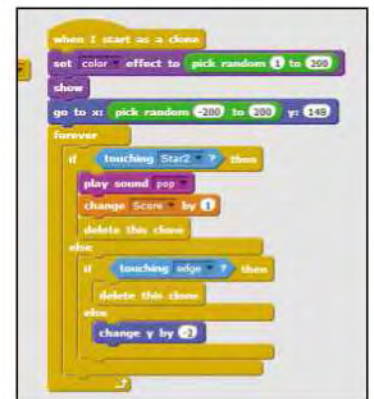 when I start as a clone
set color effect to pick random 1 to 200
show
go to x: pick random -200 to 200 y: 148
forever
if touching Star2 ? then
play sound pop
change Score by 1
delete this clone
else
if touching edge ? then
delete this clone
else
change y by -2